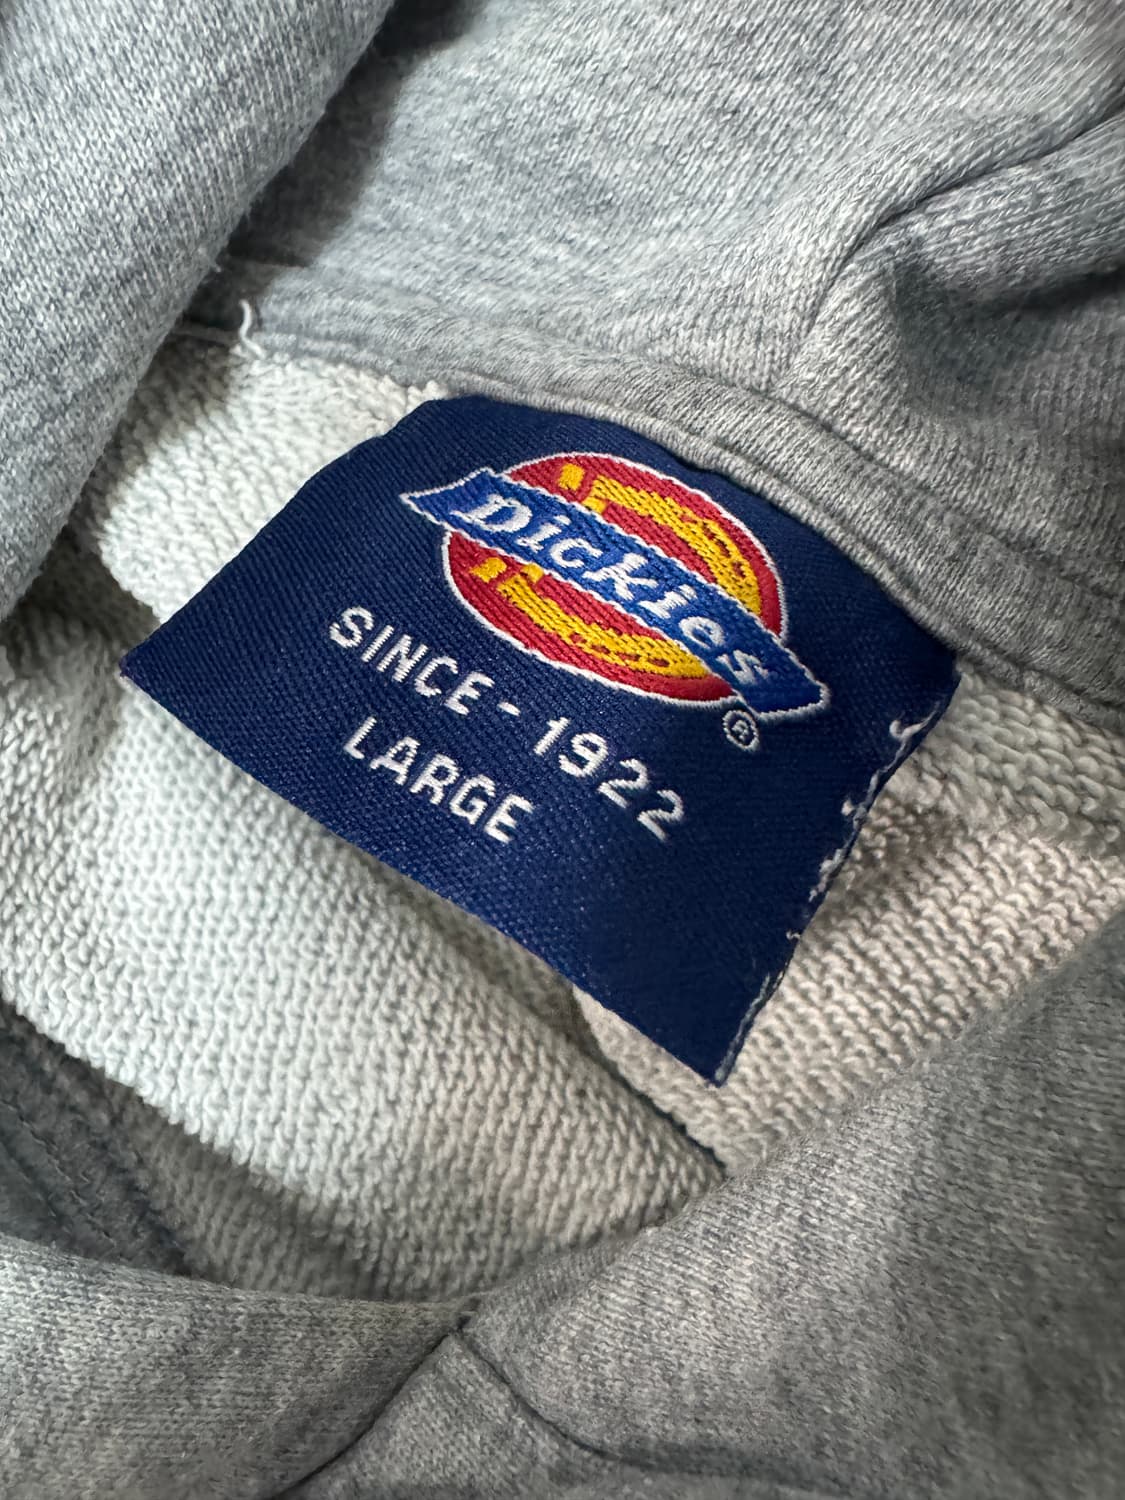 Dickies
®
SINCE - 1922
LARGE